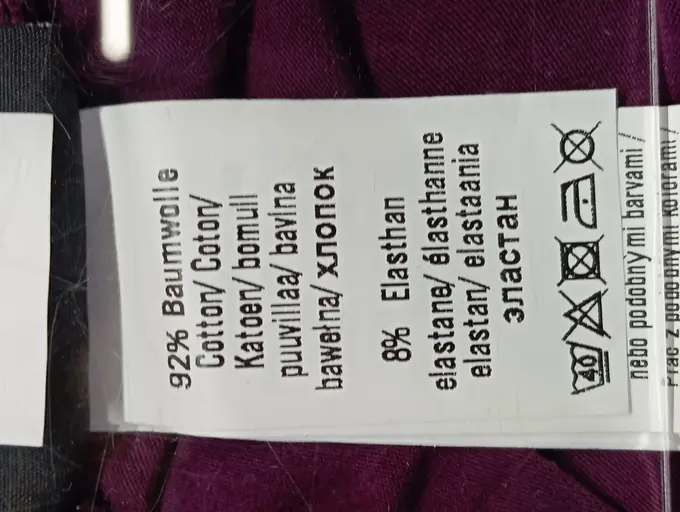 92% Baumwolle
Cotton/ Coton/
Katoen/ bomull
puuvillaa/ bavlna
bawełna/ хлопок
8% Elasthan
elastane/ élasthanne
elastan/ elastaania
эластан
40
nebo podobnými barvami /
Prać z podobnymi kolorami /